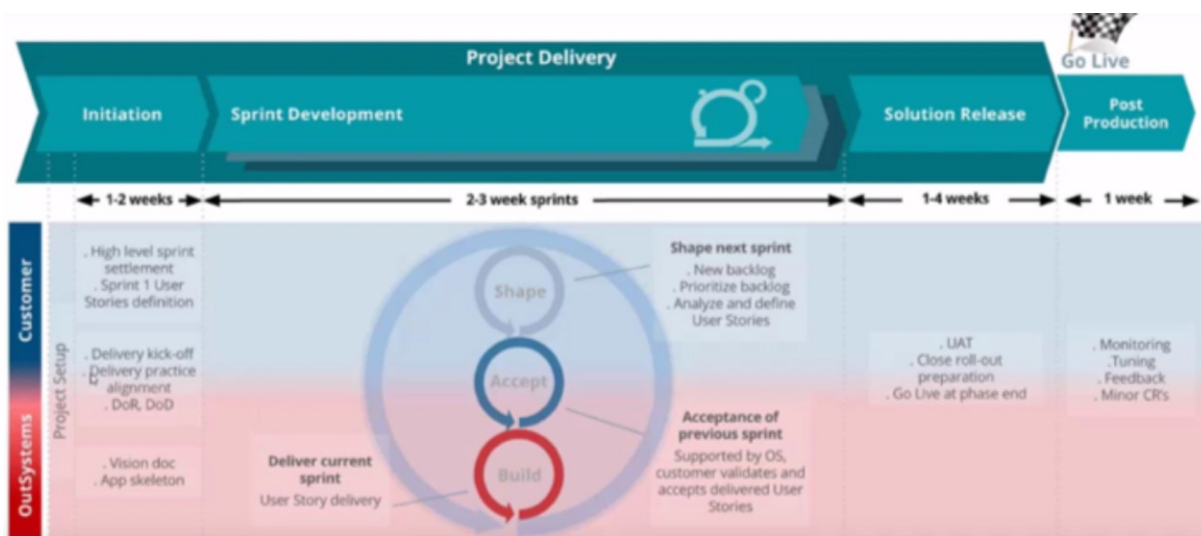 Project Delivery
Go Live
Initiation
Sprint Development
Solution Release
Post
Production
1-2 weeks
2-3 week sprints
1-4 weeks
1 week
Customer
OutSystems
Project Setup
. High level sprint
settlement
. Sprint 1 User
Stories definition
. Delivery kick-off
. Delivery practice
alignment
. DoR, DoD
. Vision doc
. App skeleton
Shape
Accept
Build
Shape next sprint
. New backlog
. Prioritize backlog
. Analyze and define
User Stories
Acceptance of
previous sprint
Supported by OS,
customer validates and
accepts delivered User
Stories
Deliver current
sprint
User Story delivery
. UAT
. Close roll-out
preparation
. Go Live at phase end
. Monitoring
.Tuning
. Feedback
. Minor CR's